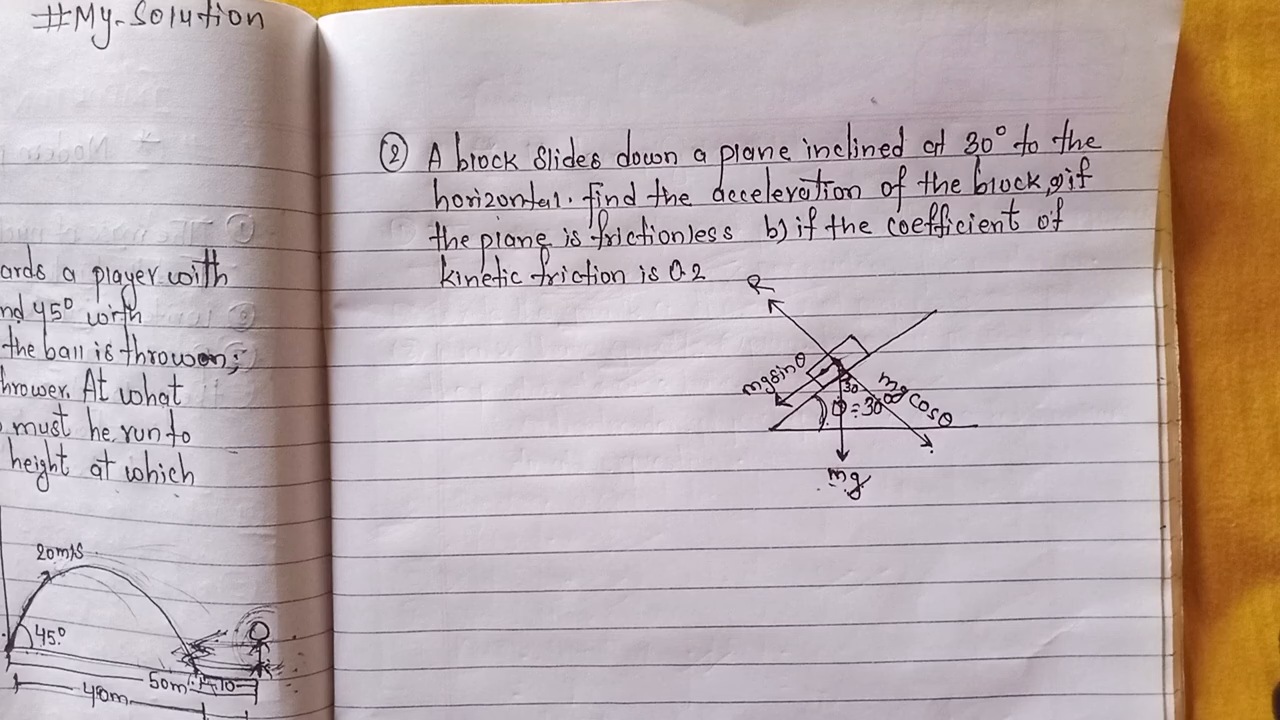 #My-Solution
ards a player with
nd 45° with
the ball is thrown;
hrower. At what
must he run to
height at which
20m/s
45°
50m
10
40m
② A block slides down a plane inclined at 30° to the
horizontal. find the acceleration of the block, a) if
the plane is frictionless b) if the coefficient of
kinetic friction is 0.2
R
mgsinθ
30
θ = 30°
mg cosθ
mg